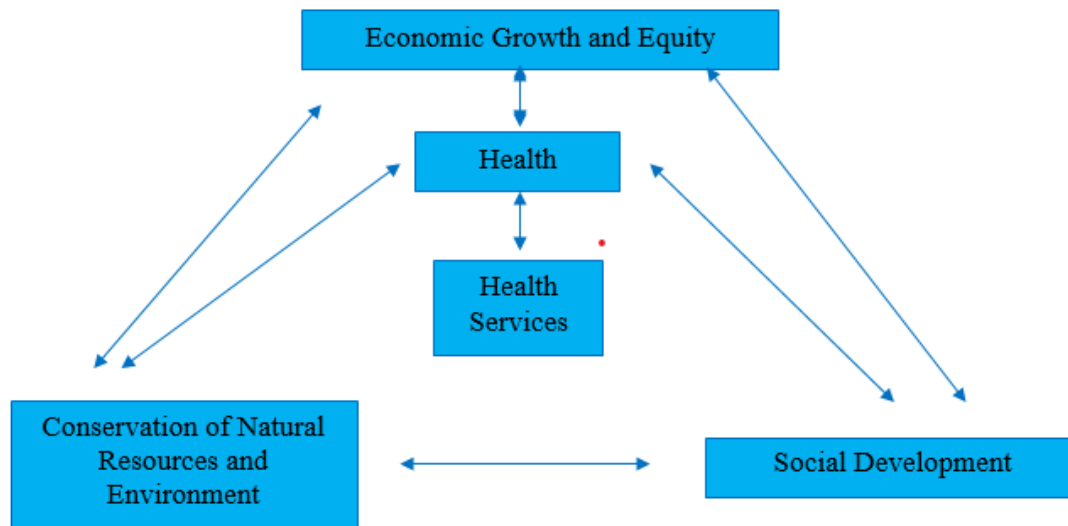 Economic Growth and Equity
Health
Health
Services
Conservation of Natural
Resources and
Environment
Social Development